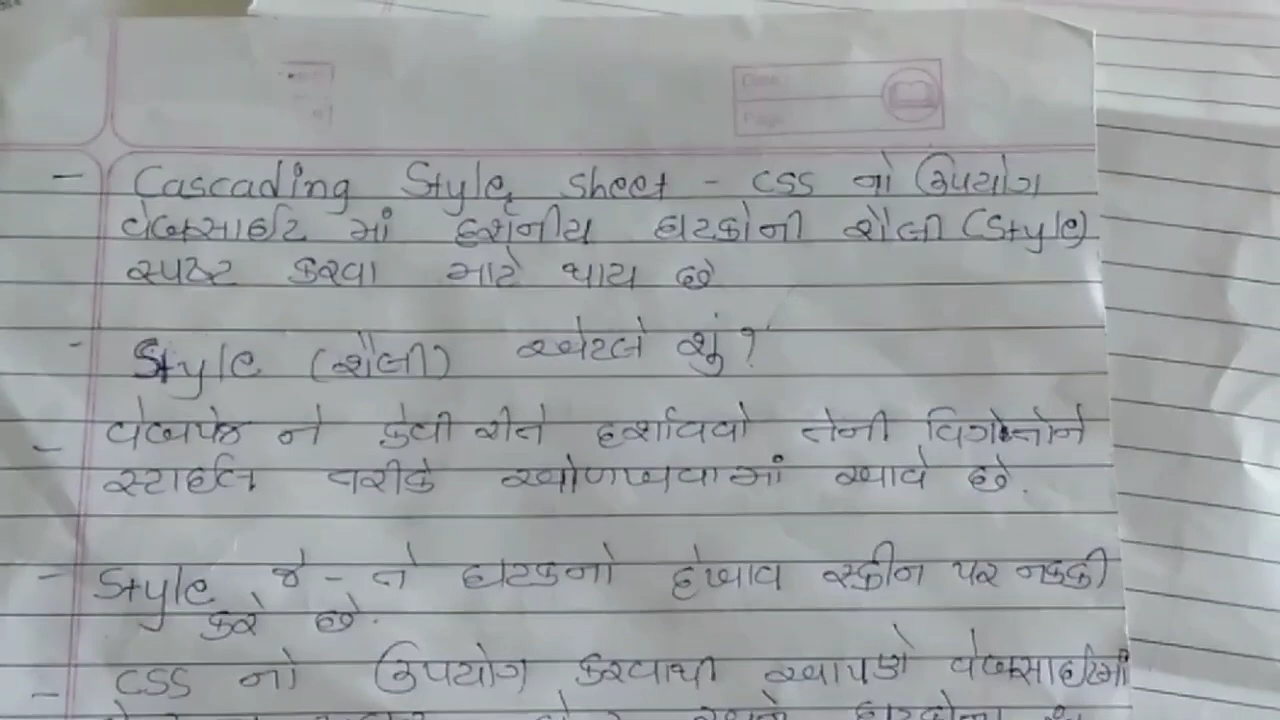 - Cascading Style sheet - CSS નો ઉપયોગ
વેબસાઈટ માં દર્શનીય ઘટકોની શૈલી (Style)
સ્પષ્ટ કરવા માટે થાય છે
- Style (શૈલી) એટલે શું?
- વેબપેજ ને કેવી રીતે દર્શાવવો તેની વિગતોને
સ્ટાઈલ તરીકે ઓળખવામાં આવે છે.
- Style જે - તે ઘટકનો દેખાવ સ્ક્રીન પર નક્કી
કરે છે.
- CSS નો ઉપયોગ કરવાથી આપણે વેબસાઈટમાં